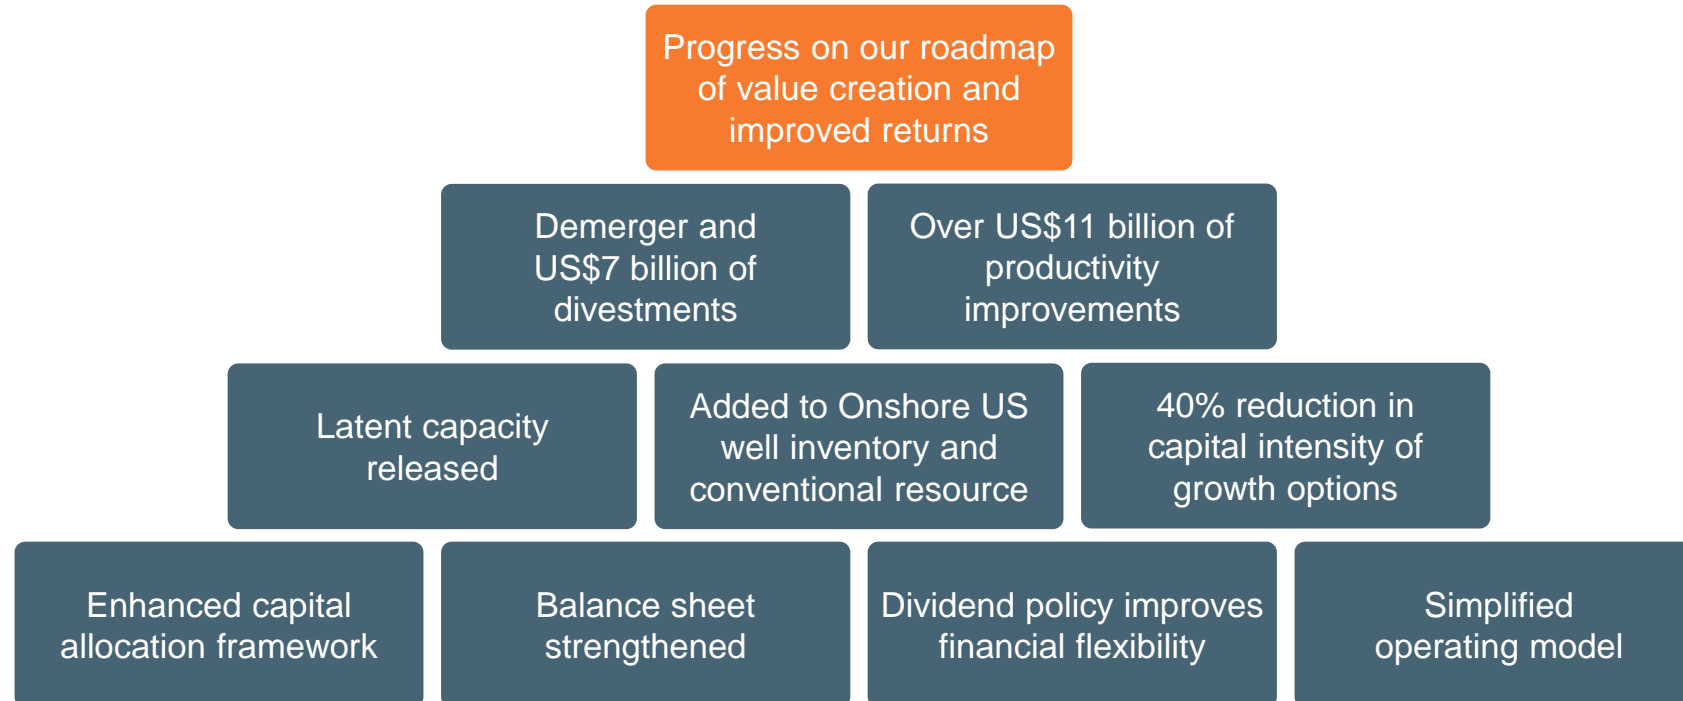 Progress on our roadmap
of value creation and
improved returns
Demerger and
US$7 billion of
divestments
Over US$11 billion of
productivity
improvements
Latent capacity
released
Added to Onshore US
well inventory and
conventional resource
40% reduction in
capital intensity of
growth options
Enhanced capital
allocation framework
Balance sheet
strengthened
Dividend policy improves
financial flexibility
Simplified
operating model